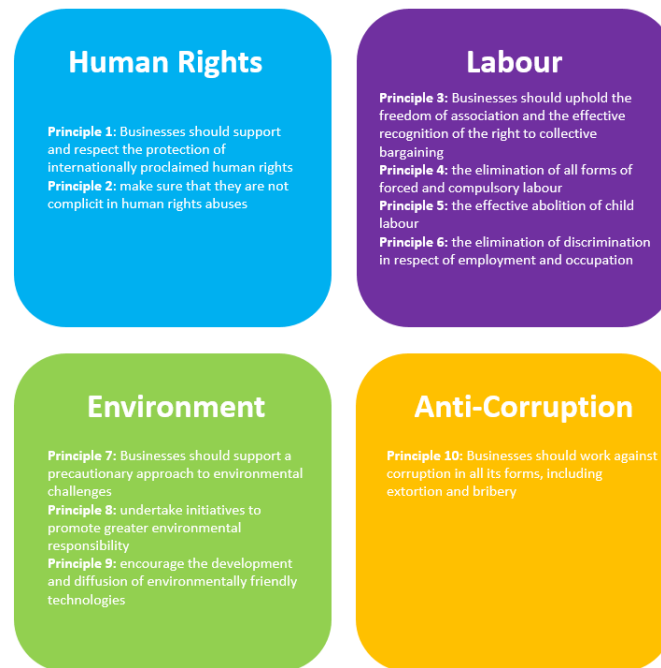 Human Rights
Principle 1: Businesses should support
and respect the protection of
internationally proclaimed human rights
Principle 2: make sure that they are not
complicit in human rights abuses
Labour
Principle 3: Businesses should uphold the
freedom of association and the effective
recognition of the right to collective
bargaining
Principle 4: the elimination of all forms of
forced and compulsory labour
Principle 5: the effective abolition of child
labour
Principle 6: the elimination of discrimination
in respect of employment and occupation
Environment
Principle 7: Businesses should support a
precautionary approach to environmental
challenges
Principle 8: undertake initiatives to
promote greater environmental
responsibility
Principle 9: encourage the development
and diffusion of environmentally friendly
technologies
Anti-Corruption
Principle 10: Businesses should work against
corruption in all its forms, including
extortion and bribery